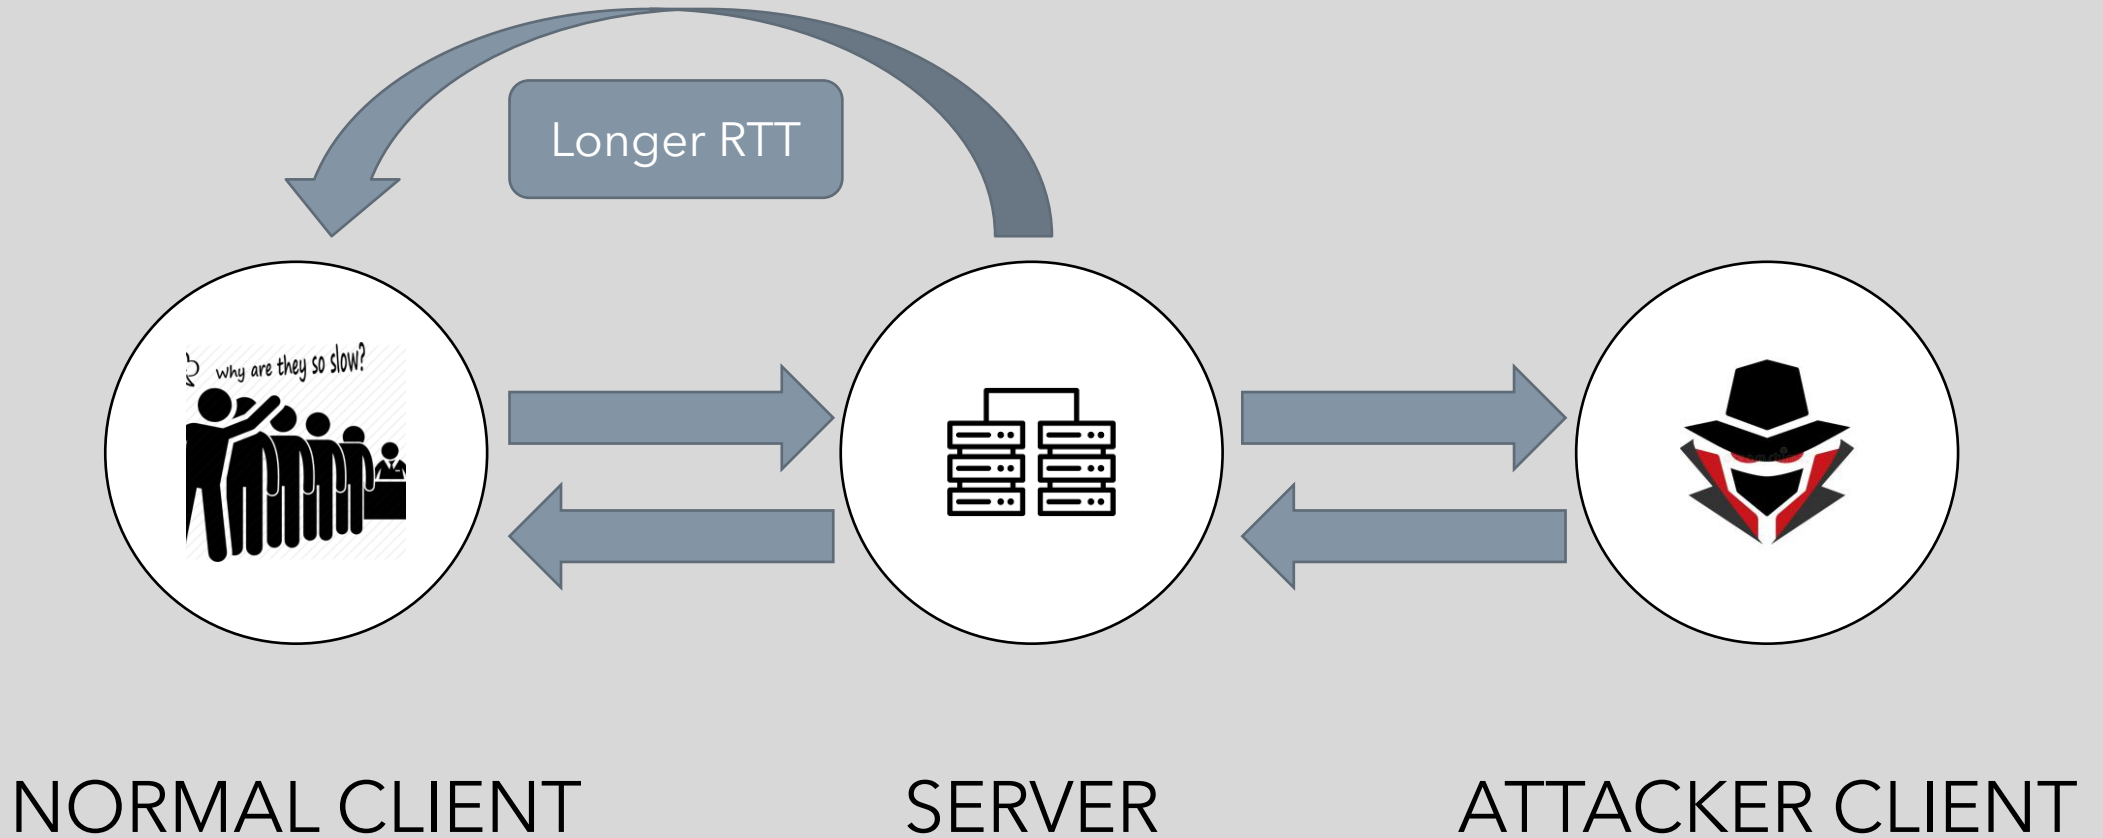 Longer RTT
why are they so slow?
NORMAL CLIENT
SERVER
ATTACKER CLIENT